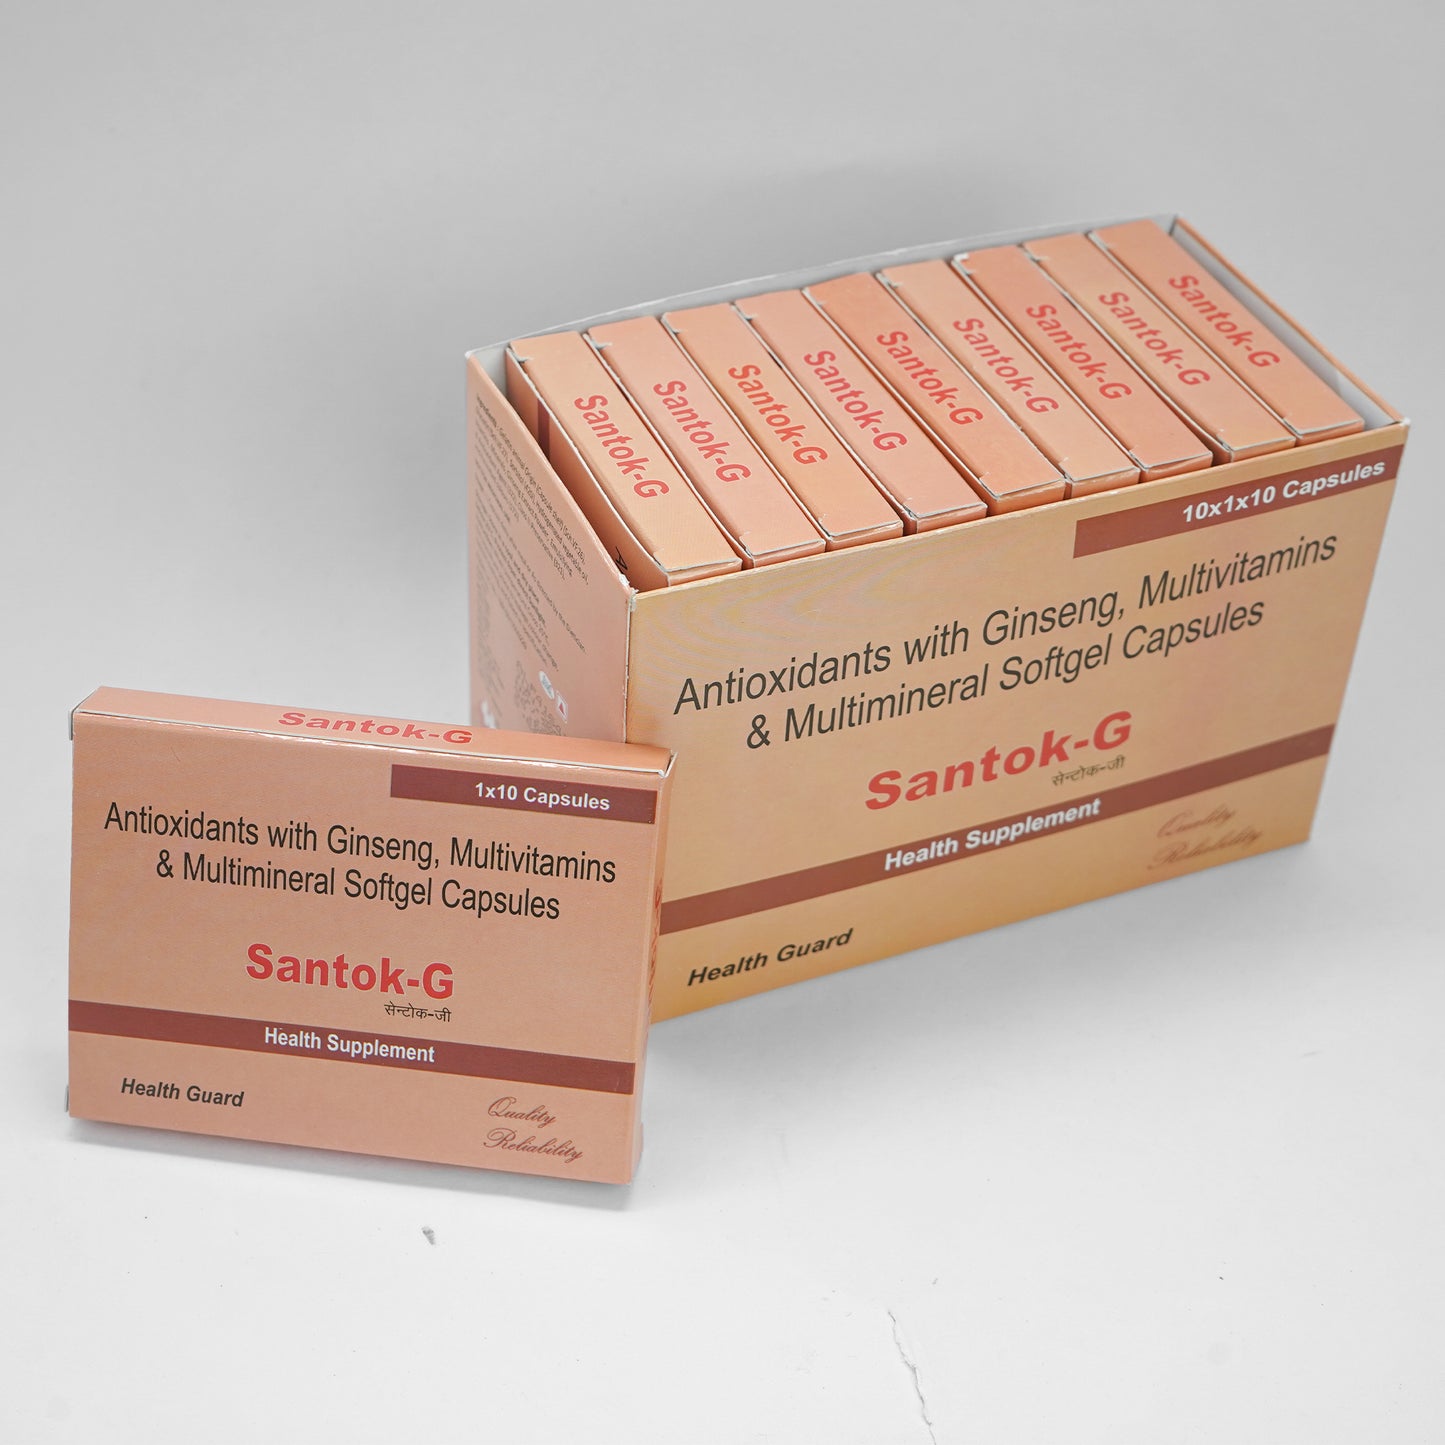 Santok-G
Santok-G
Santok-G
Santok-G
Santok-G
Santok-G
Santok-G
Santok-G
Santok-G
10x1x10 Capsules
Antioxidants with Ginseng, Multivitamins
& Multimineral Softgel Capsules
Santok-G
सेन्टोक-जी
Health Supplement
Quality
Reliability
Health Guard
Santok-G
1x10 Capsules
Antioxidants with Ginseng, Multivitamins
& Multimineral Softgel Capsules
Santok-G
सेन्टोक-जी
Health Supplement
Health Guard
Quality
Reliability